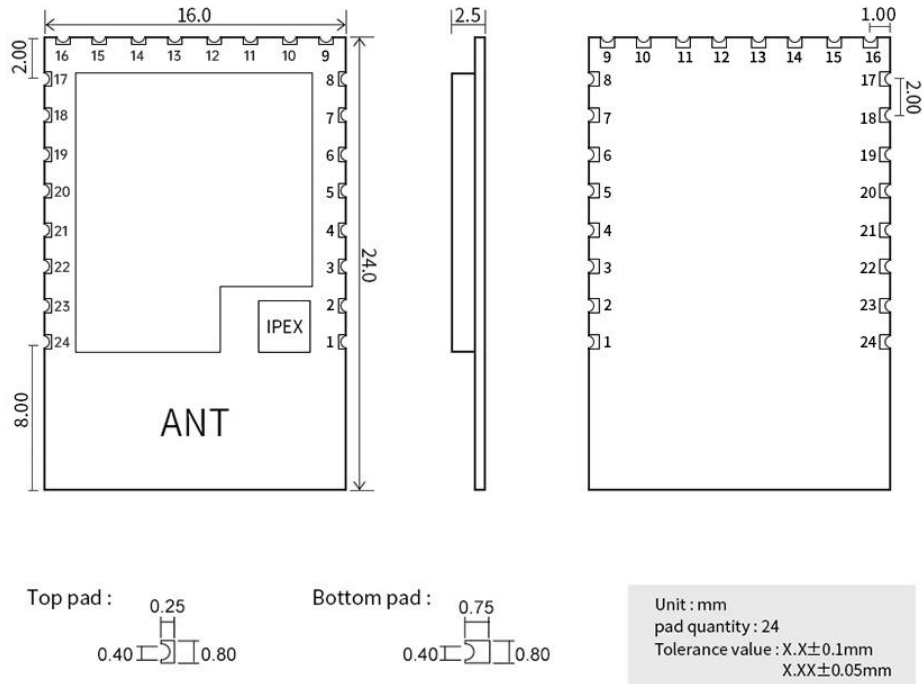 16.0
2.5
1.00
2.00
16 15 14 13 12 11 10 9
9 10 11 12 13 14 15 16
17 8
8 17
2.00
18 7
7 18
19 6
6 19
20 5
5 20
21 4
4 21
24.0
22 3
3 22
23 2
2 23
IPEX
24 1
1 24
8.00
ANT
Top pad :
0.25
0.40
0.80
Bottom pad :
0.75
0.40
0.80
Unit : mm
pad quantity : 24
Tolerance value : X.X±0.1mm
X.XX±0.05mm